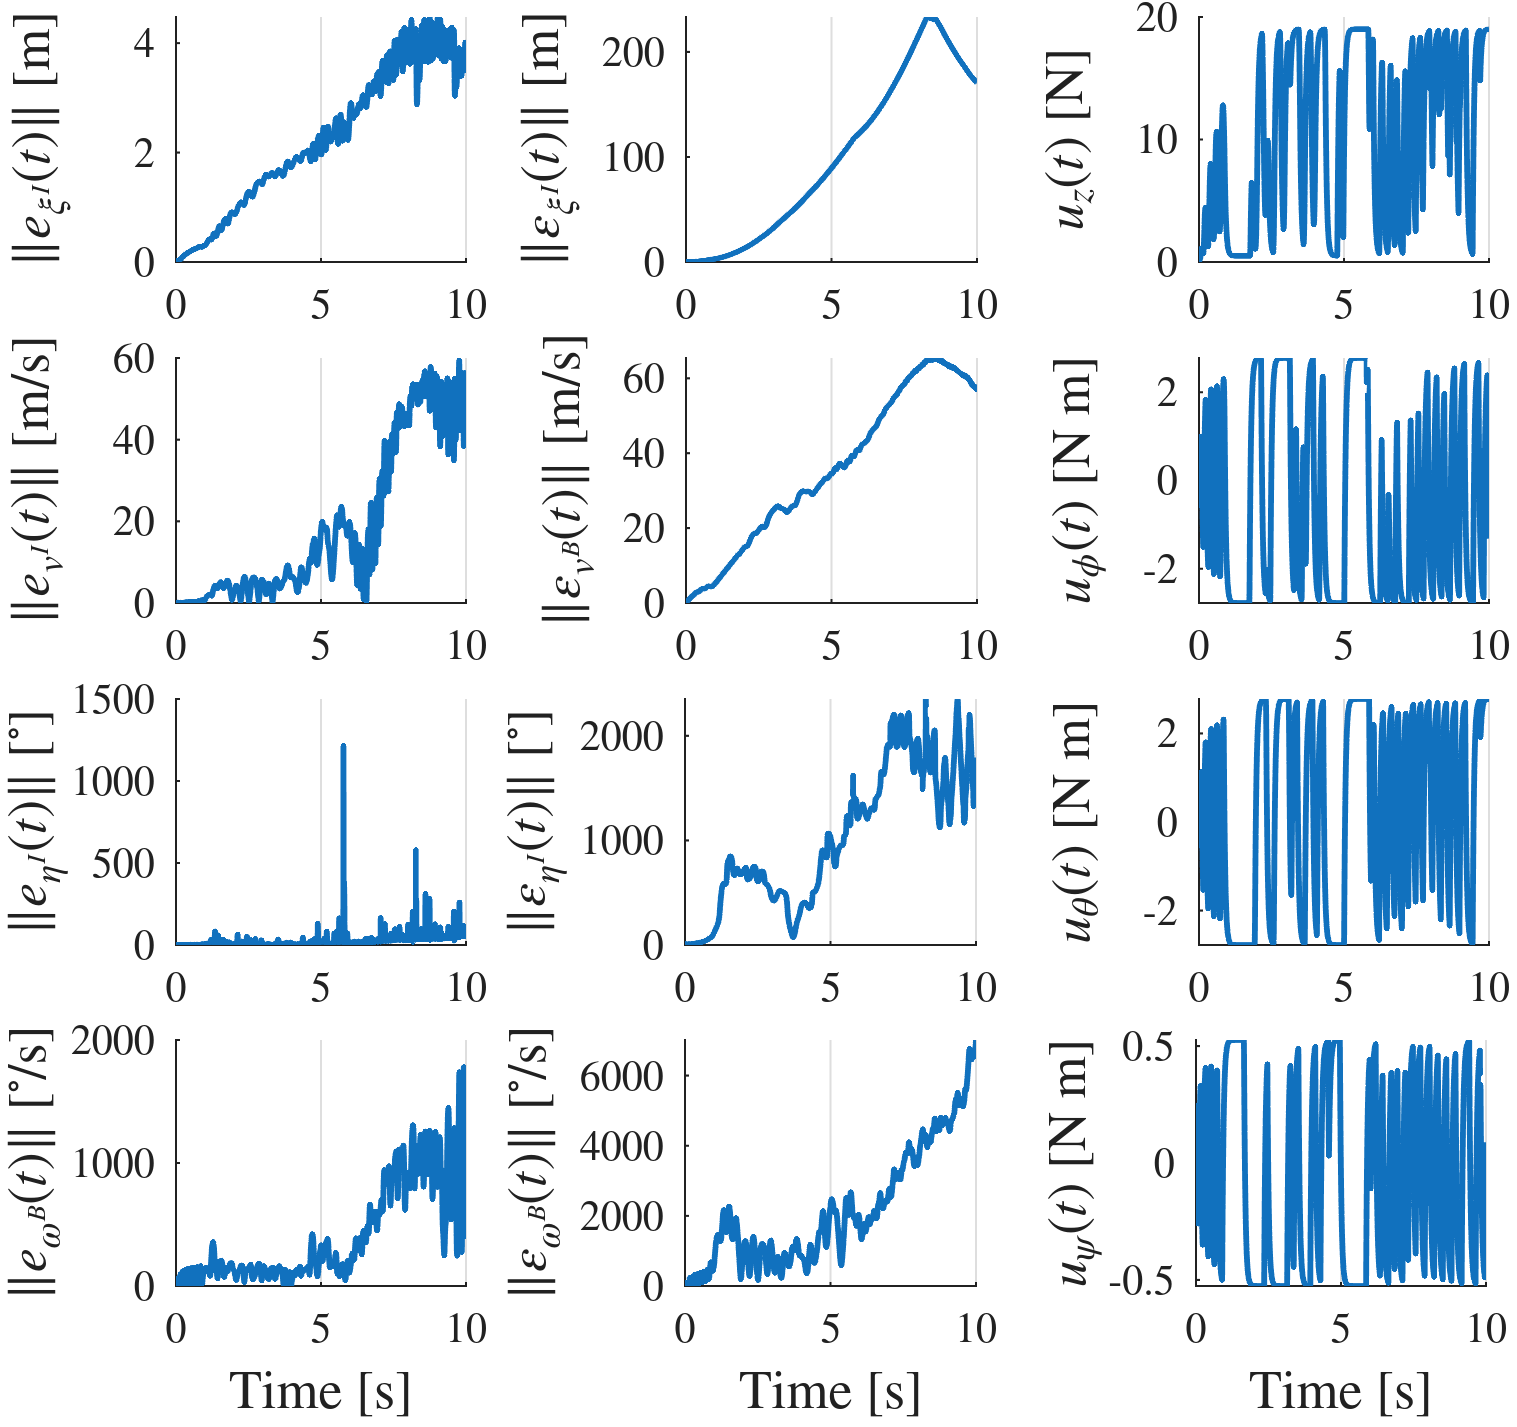 ||e_{ξ^I}(t)|| [m]
4
2
0
0 5 10
||ε_{ξ^I}(t)|| [m]
200
100
0
0 5 10
u_z(t) [N]
20
10
0
0 5 10
||e_{v^I}(t)|| [m/s]
60
40
20
0
0 5 10
||ε_{v^B}(t)|| [m/s]
60
40
20
0
0 5 10
u_ϕ(t) [N m]
2
0
-2
0 5 10
||e_{η^I}(t)|| [°]
1500
1000
500
0
0 5 10
||ε_{η^I}(t)|| [°]
2000
1000
0
0 5 10
u_θ(t) [N m]
2
0
-2
0 5 10
||e_{ω^B}(t)|| [°/s]
2000
1000
0
0 5 10
Time [s]
||ε_{ω^B}(t)|| [°/s]
6000
4000
2000
0
0 5 10
Time [s]
u_ψ(t) [N m]
0.5
0
-0.5
0 5 10
Time [s]